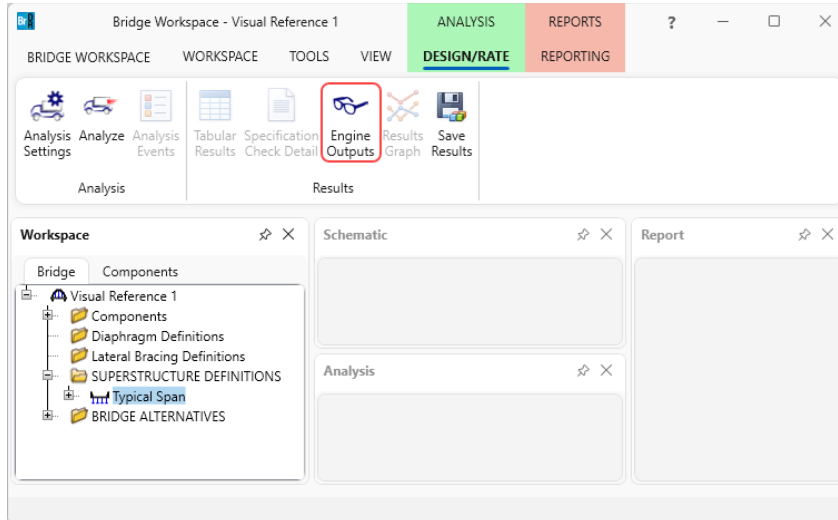 Br Bridge Workspace - Visual Reference 1 ANALYSIS REPORTS ?
BRIDGE WORKSPACE WORKSPACE TOOLS VIEW DESIGN/RATE REPORTING
Analysis Settings
Analyze
Analysis Events
Tabular Results
Specification Check Detail
Engine Outputs
Results Graph
Save Results
Analysis Results
Workspace
Bridge Components
Visual Reference 1
Components
Diaphragm Definitions
Lateral Bracing Definitions
SUPERSTRUCTURE DEFINITIONS
Typical Span
BRIDGE ALTERNATIVES
Schematic
Analysis
Report